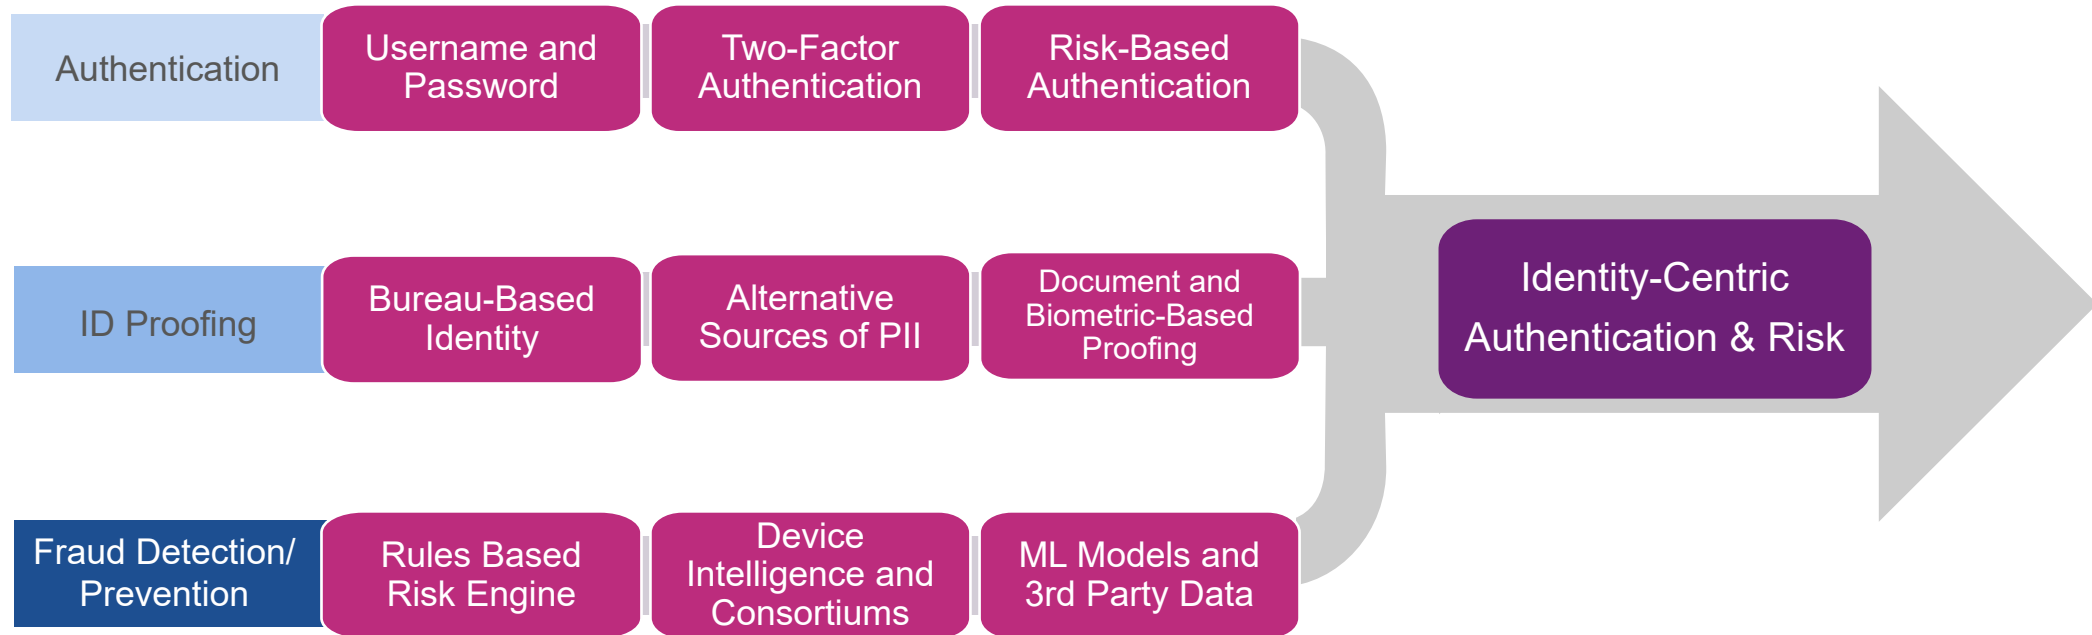 Authentication
Username and
Password
Two-Factor
Authentication
Risk-Based
Authentication
ID Proofing
Bureau-Based
Identity
Alternative
Sources of PII
Document and
Biometric-Based
Proofing
Identity-Centric
Authentication & Risk
Fraud Detection/
Prevention
Rules Based
Risk Engine
Device
Intelligence and
Consortiums
ML Models and
3rd Party Data